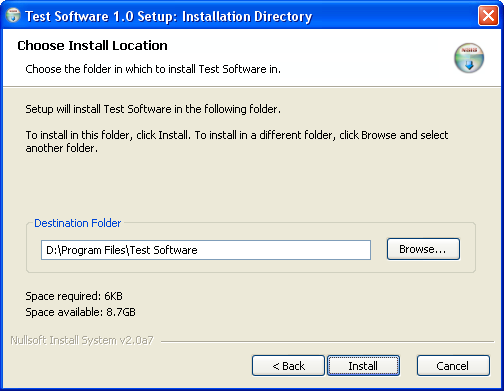 Test Software 1.0 Setup: Installation Directory
Choose Install Location
Choose the folder in which to install Test Software in.
Setup will install Test Software in the following folder.
To install in this folder, click Install. To install in a different folder, click Browse and select
another folder.
Destination Folder
D:\Program Files\Test Software
Browse...
Space required: 6KB
Space available: 8.7GB
Nullsoft Install System v2.0a7
< Back
Install
Cancel